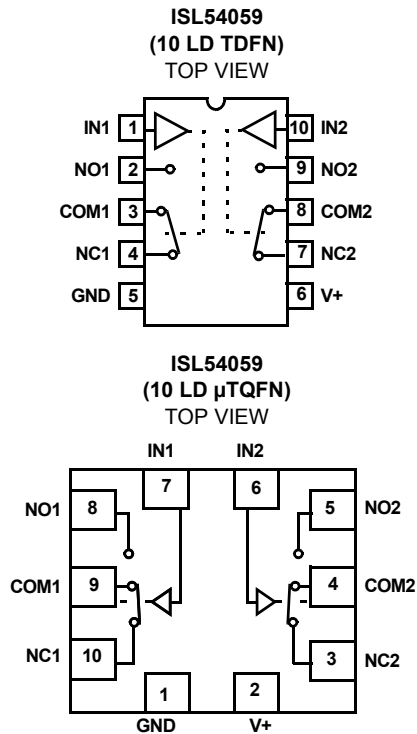 ISL54059
(10 LD TDFN)
TOP VIEW
IN1 1 10 IN2
NO1 2 9 NO2
COM1 3 8 COM2
NC1 4 7 NC2
GND 5 6 V+
ISL54059
(10 LD µTQFN)
TOP VIEW
IN1 IN2
7 6
NO1 8 5 NO2
COM1 9 4 COM2
NC1 10 3 NC2
1 2
GND V+